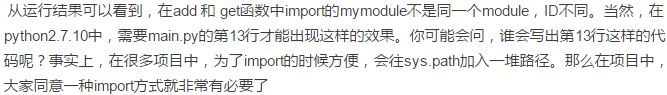 从运行结果可以看到，在add 和 get函数中import的mymodule不是同一个module，ID不同。当然，在
python2.7.10中，需要main.py的第13行才能出现这样的效果。你可能会问，谁会写出第13行这样的代
码呢？事实上，在很多项目中，为了import的时候方便，会往sys.path加入一堆路径。那么在项目中，
大家同意一种import方式就非常有必要了